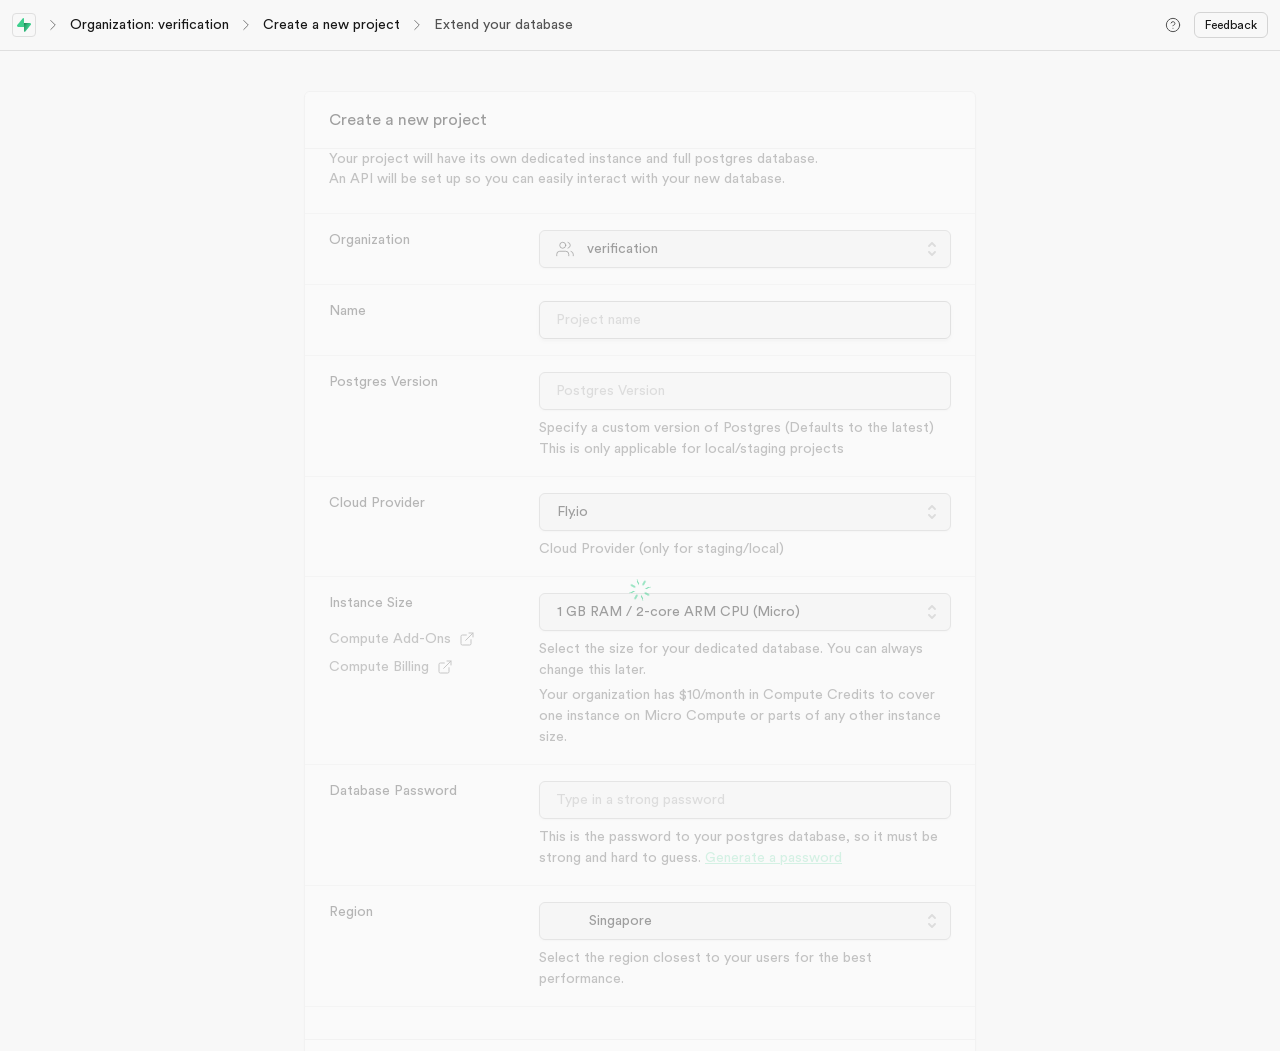 Organization: verification
Create a new project
Extend your database
Feedback
Create a new project
Your project will have its own dedicated instance and full postgres database.
An API will be set up so you can easily interact with your new database.
Organization
verification
Name
Project name
Postgres Version
Postgres Version
Specify a custom version of Postgres (Defaults to the latest)
This is only applicable for local/staging projects
Cloud Provider
Fly.io
Cloud Provider (only for staging/local)
Instance Size
1 GB RAM / 2-core ARM CPU (Micro)
Compute Add-Ons
Compute Billing
Select the size for your dedicated database. You can always
change this later.
Your organization has $10/month in Compute Credits to cover
one instance on Micro Compute or parts of any other instance
size.
Database Password
Type in a strong password
This is the password to your postgres database, so it must be
strong and hard to guess. Generate a password
Region
Singapore
Select the region closest to your users for the best
performance.